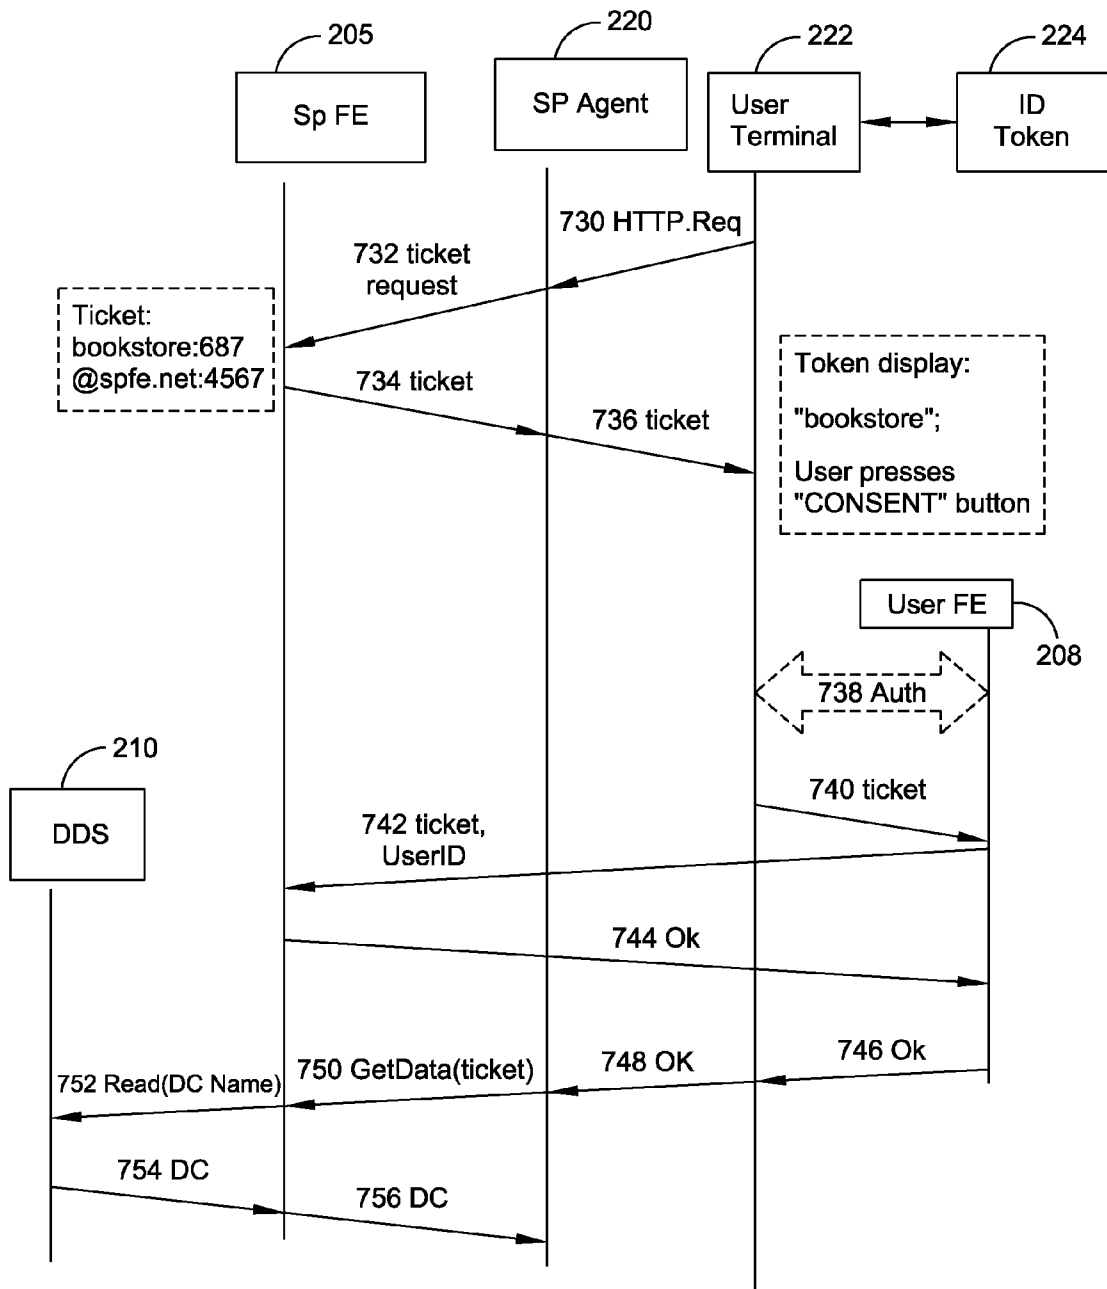 205
220
222
224
Sp FE
SP Agent
User
Terminal
ID
Token
730 HTTP.Req
732 ticket
request
Ticket:
bookstore:687
@spfe.net:4567
734 ticket
736 ticket
Token display:
"bookstore";
User presses
"CONSENT" button
User FE
208
738 Auth
210
DDS
740 ticket
742 ticket,
UserID
744 Ok
746 Ok
748 OK
750 GetData(ticket)
752 Read(DC Name)
754 DC
756 DC